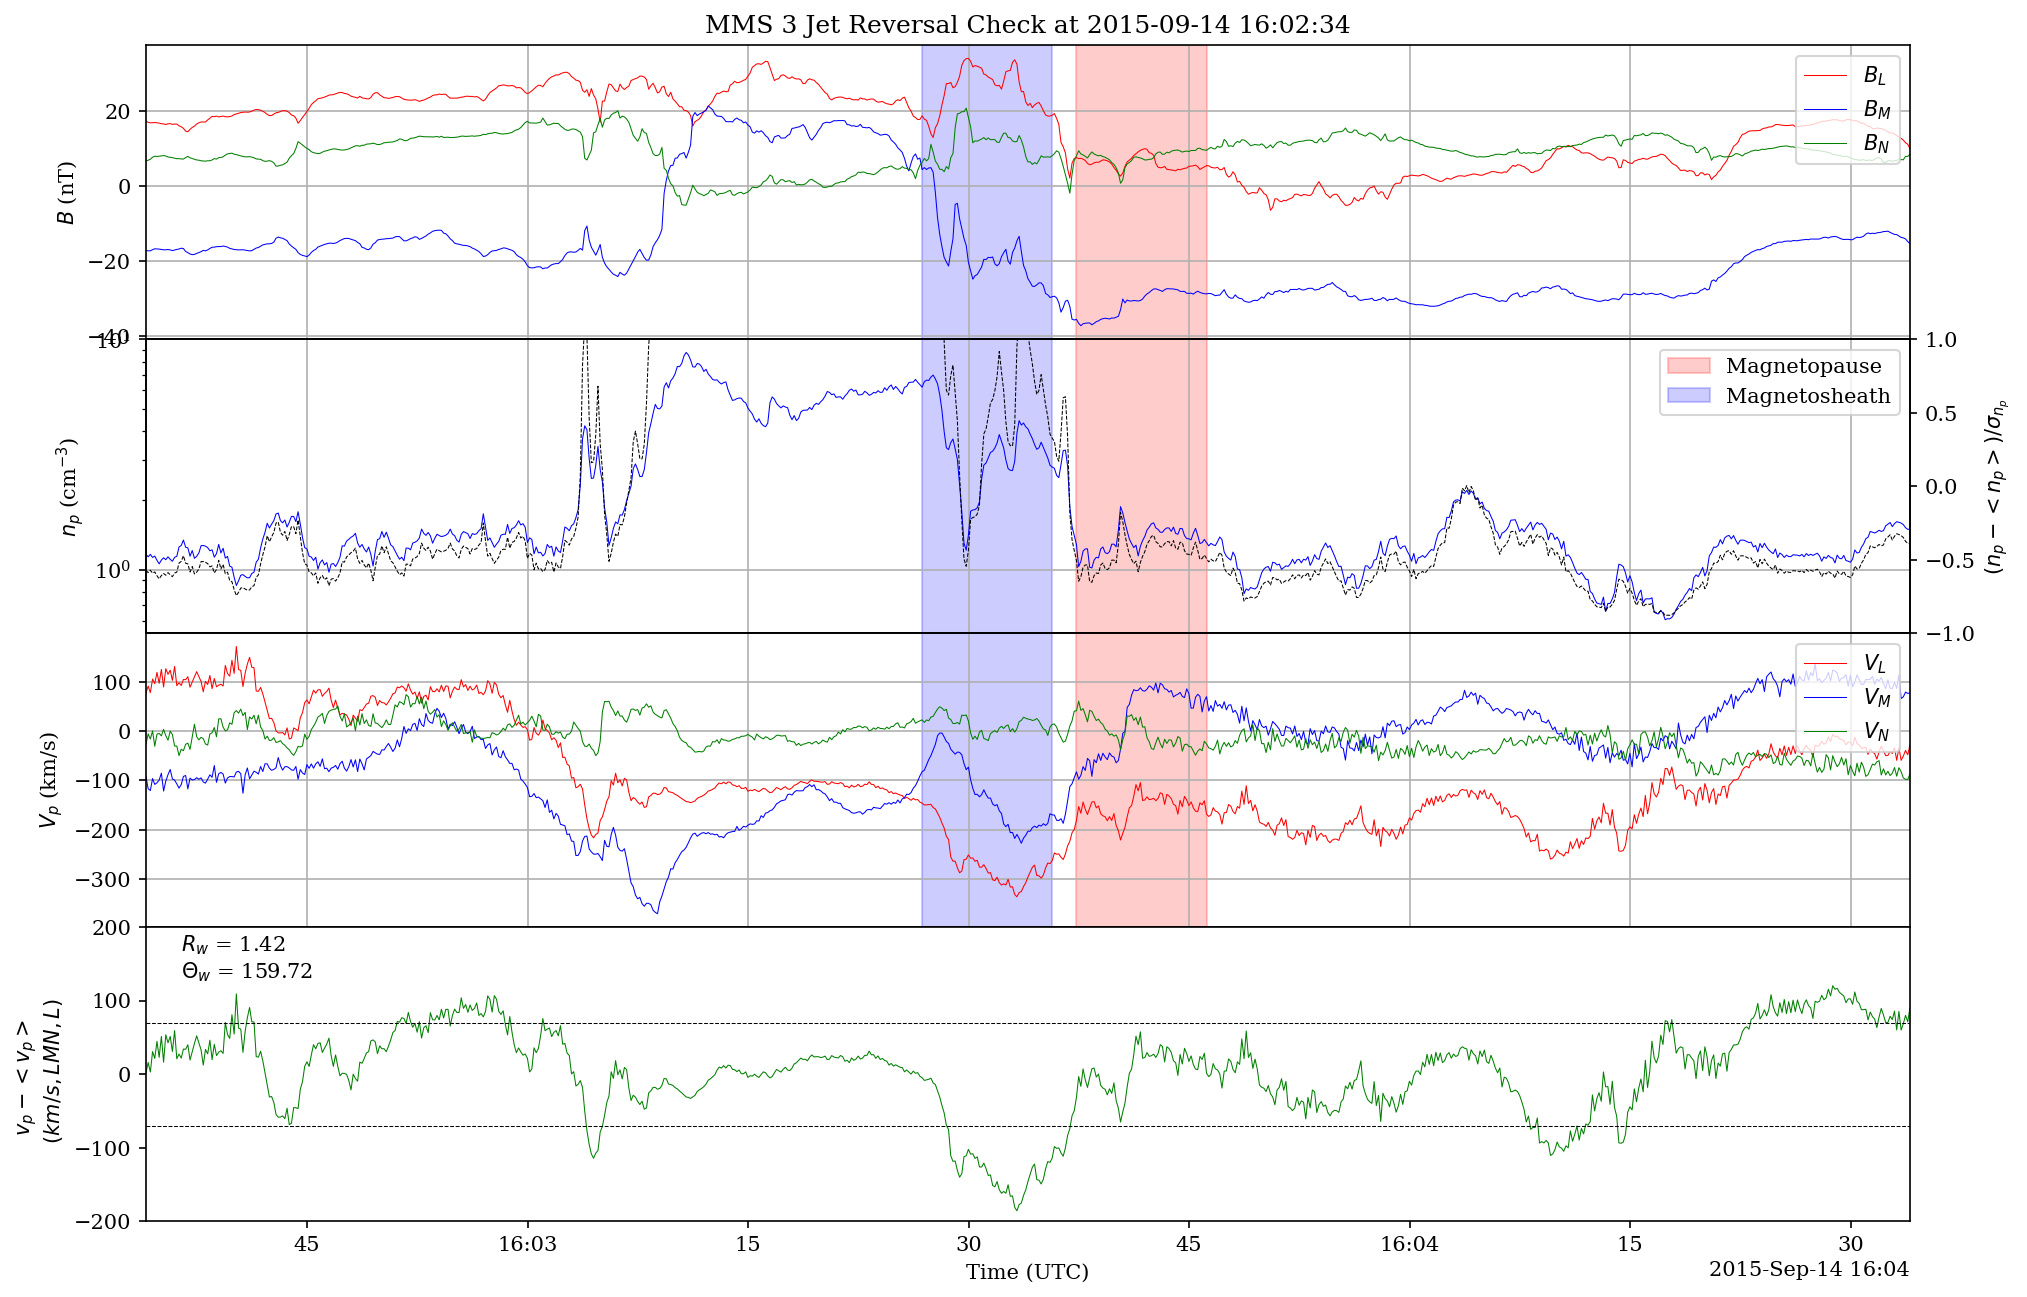 MMS 3 Jet Reversal Check at 2015-09-14 16:02:34
20
0
−20
−40
B (nT)
B_L
B_M
B_N
10¹
10⁰
n_p (cm⁻³)
1.0
0.5
0.0
−0.5
−1.0
(n_p − < n_p >)/σ_{n_p}
Magnetopause
Magnetosheath
100
0
−100
−200
−300
V_p (km/s)
V_L
V_M
V_N
200
100
0
−100
−200
v_p − < v_p >
(km/s, LMN, L)
R_w = 1.42
Θ_w = 159.72
45 16:03 15 30 45 16:04 15 30
Time (UTC)
2015-Sep-14 16:04